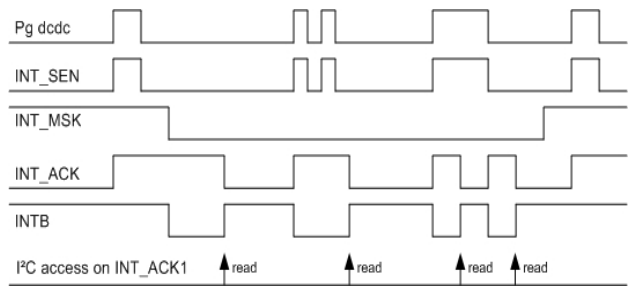 Pg dcdc
INT_SEN
INT_MSK
INT_ACK
INTB
I²C access on INT_ACK1 read read read read